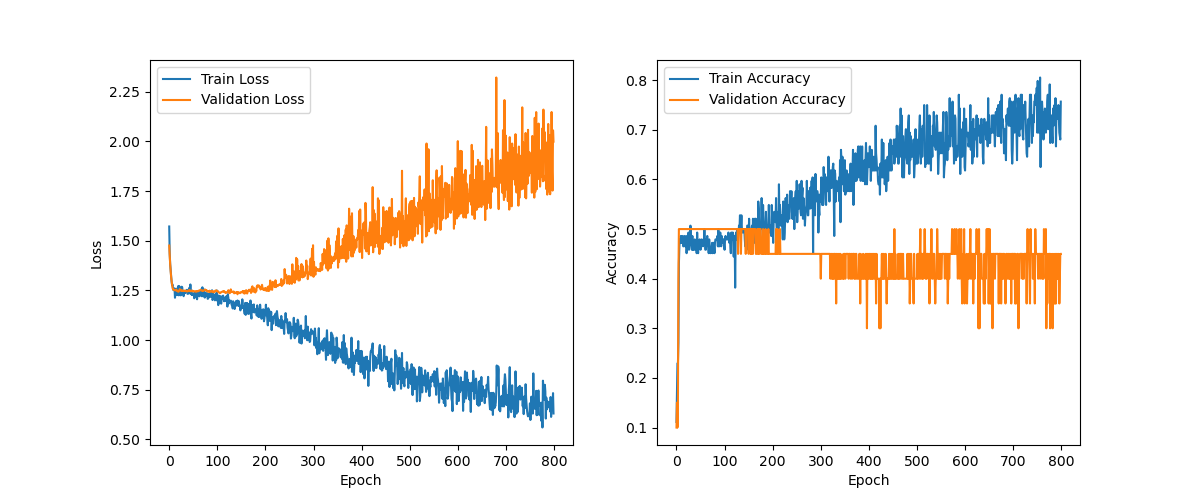 Train Loss
Validation Loss
2.25
2.00
1.75
1.50
1.25
1.00
0.75
0.50
Loss
0 100 200 300 400 500 600 700 800
Epoch
Train Accuracy
Validation Accuracy
0.8
0.7
0.6
0.5
0.4
0.3
0.2
0.1
Accuracy
0 100 200 300 400 500 600 700 800
Epoch